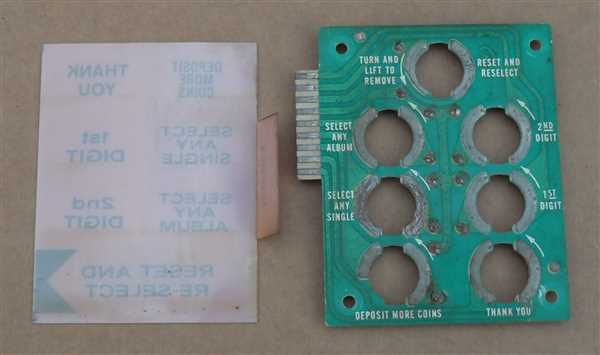 DEPOSIT
MORE
COINS
THANK
YOU
SELECT
ANY
SINGLE
1st
DIGIT
SELECT
ANY
ALBUM
2nd
DIGIT
RESET AND
RE-SELECT
TURN AND
LIFT TO
REMOVE
RESET AND
RESELECT
SELECT
ANY
ALBUM
2ND
DIGIT
SELECT
ANY
SINGLE
1ST
DIGIT
DEPOSIT MORE COINS
THANK YOU